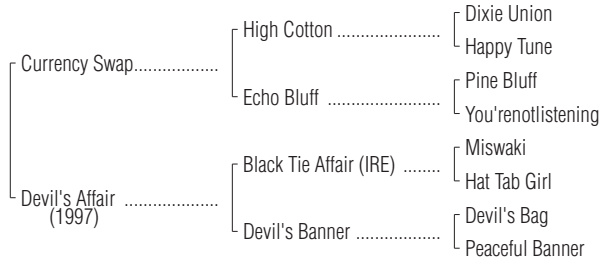 Dixie Union
High Cotton ........................
Happy Tune
Currency Swap...................
Pine Bluff
Echo Bluff ..........................
You'renotlistening
Miswaki
Black Tie Affair (IRE) ........
Hat Tab Girl
Devil's Affair .....................
(1997)
Devil's Bag
Devil's Banner ...................
Peaceful Banner